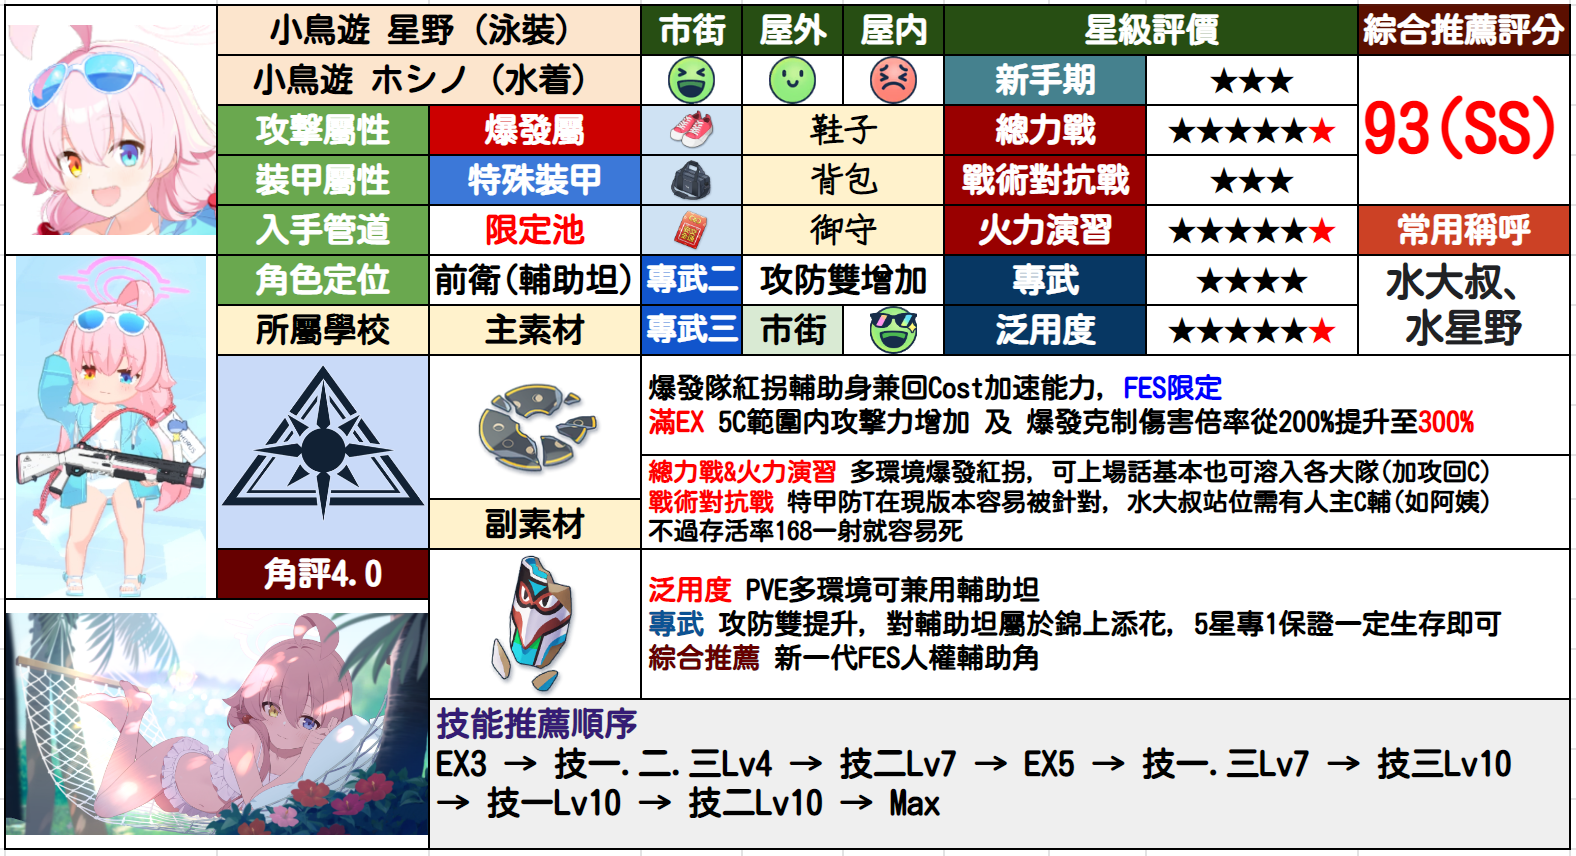 小鳥遊 星野（泳裝）
市街
屋外
屋內
星級評價
綜合推薦評分
小鳥遊 ホシノ（水着）
新手期
★★★
93(SS)
攻擊屬性
爆發屬
鞋子
總力戰
★★★★★★
裝甲屬性
特殊裝甲
背包
戰術對抗戰
★★★
入手管道
限定池
御守
火力演習
★★★★★★
常用稱呼
角色定位
前衛(輔助坦)
專武二
攻防雙增加
專武
★★★★
水大叔、
水星野
所屬學校
主素材
專武三
市街
泛用度
★★★★★★
爆發隊紅拐輔助身兼回Cost加速能力, FES限定
滿EX 5C範圍內攻擊力增加 及 爆發克制傷害倍率從200%提升至300%
總力戰&火力演習 多環境爆發紅拐, 可上場話基本也可溶入各大隊(加攻回C)
戰術對抗戰 特甲防T在現版本容易被針對, 水大叔站位需有人主C輔(如阿姨)
不過存活率168一射就容易死
副素材
角評4.0
泛用度 PVE多環境可兼用輔助坦
專武 攻防雙提升, 對輔助坦屬於錦上添花, 5星專1保證一定生存即可
綜合推薦 新一代FES人權輔助角
技能推薦順序
EX3 → 技一.二.三Lv4 → 技二Lv7 → EX5 → 技一.三Lv7 → 技三Lv10
→ 技一Lv10 → 技二Lv10 → Max